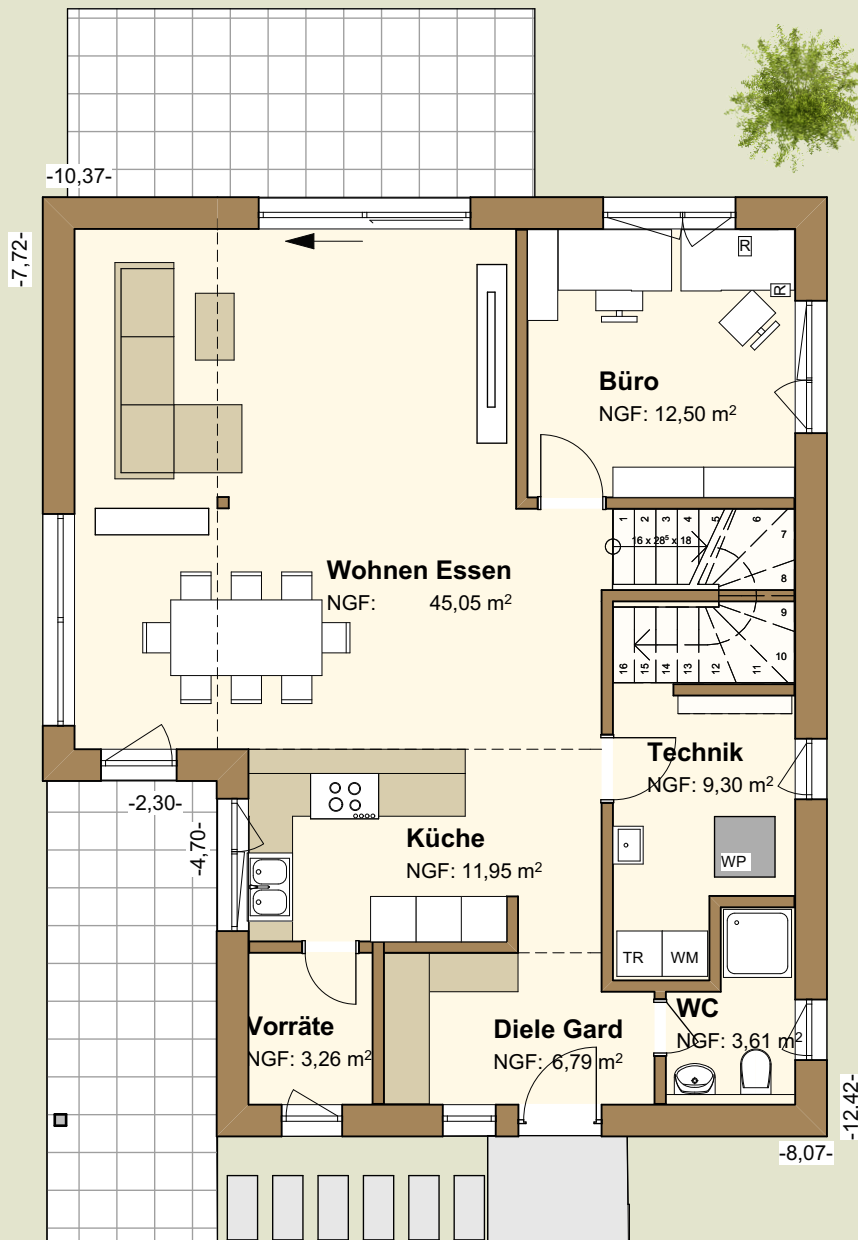 -10,37-
-7,72-
R
R
Büro
NGF: 12,50 m²
1 2 3 4 5 6 7
16 x 28⁵ x 18
8
Wohnen Essen
NGF: 45,05 m²
9
16 15 14 13 12 11 10
Technik
NGF: 9,30 m²
-2,30-
-4,70-
Küche
NGF: 11,95 m²
WP
TR WM
Vorräte
NGF: 3,26 m²
Diele Gard
NGF: 6,79 m²
WC
NGF: 3,61 m²
-12,42-
-8,07-